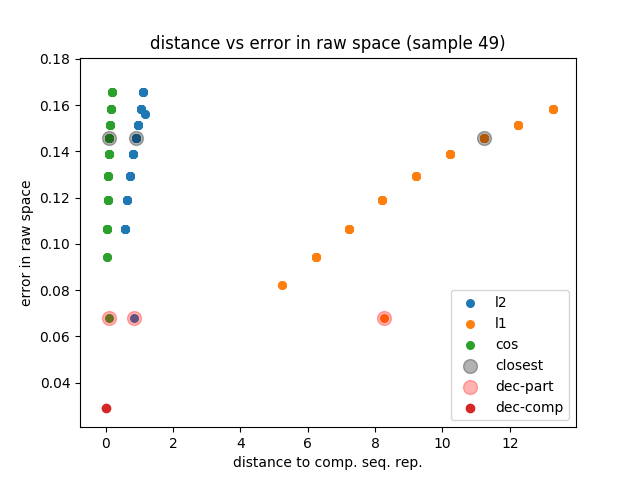 distance vs error in raw space (sample 49)
error in raw space
0.18
0.16
0.14
0.12
0.10
0.08
0.06
0.04
l2
l1
cos
closest
dec-part
dec-comp
0 2 4 6 8 10 12
distance to comp. seq. rep.